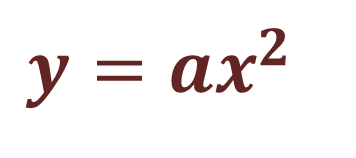 y = ax²